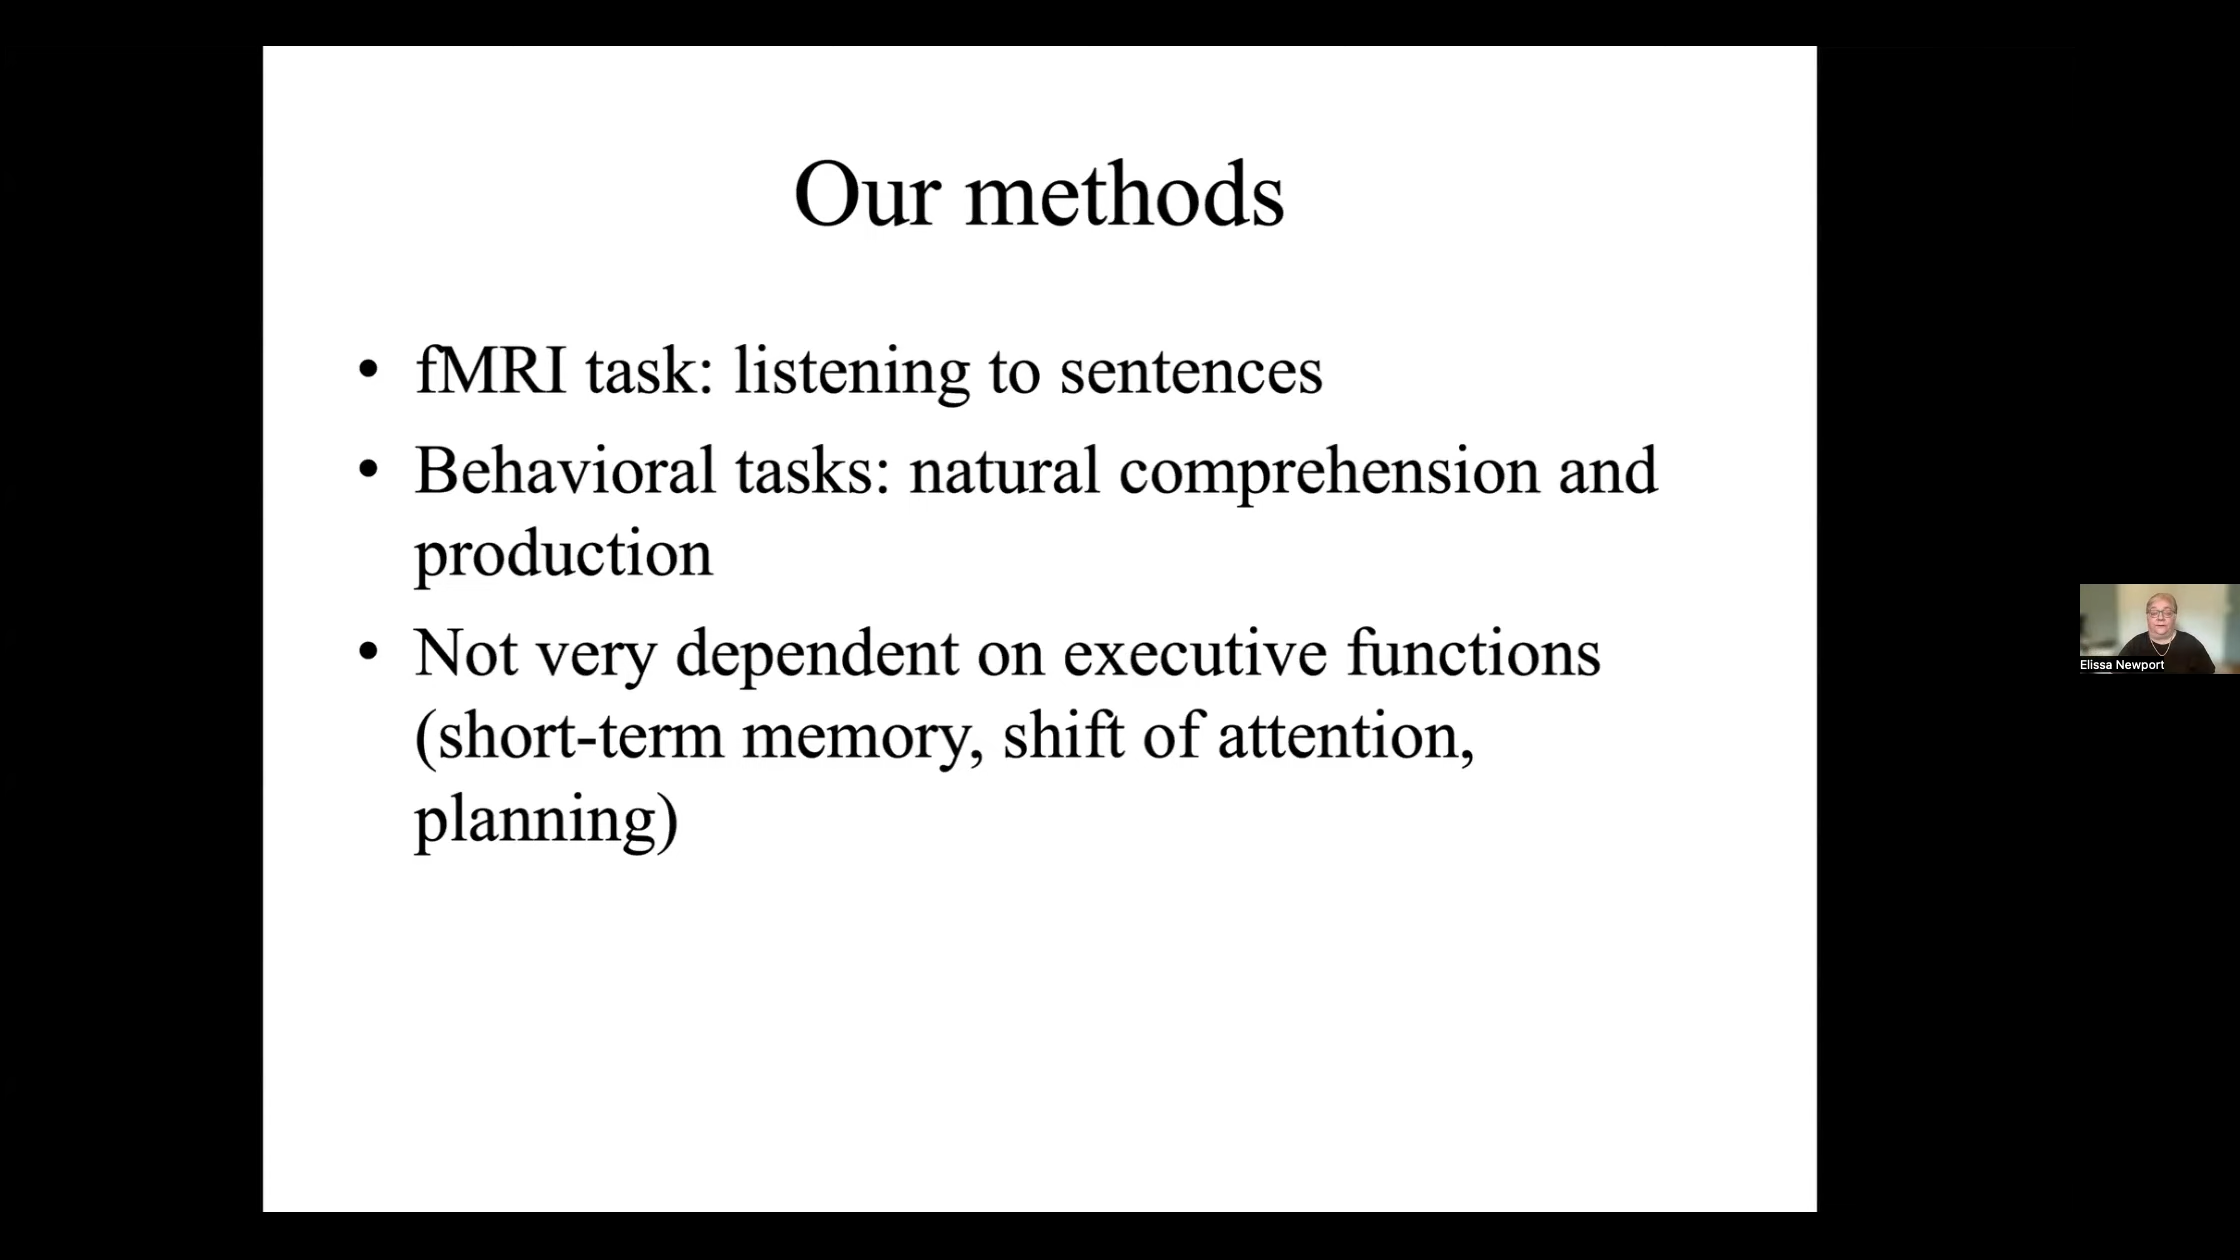 Our methods
• fMRI task: listening to sentences
• Behavioral tasks: natural comprehension and
production
• Not very dependent on executive functions
(short-term memory, shift of attention,
planning)
Elissa Newport